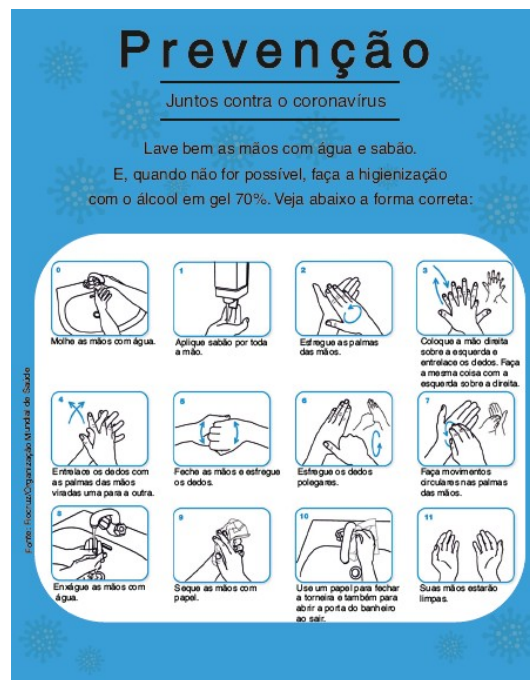 Prevenção
Juntos contra o coronavírus
Lave bem as mãos com água e sabão.
E, quando não for possível, faça a higienização
com o álcool em gel 70%. Veja abaixo a forma correta:
0
Molhe as mãos com água.
1
Aplique sabão por toda
a mão.
2
Esfregue as palmas
das mãos.
3
Coloque a mão direita
sobre a esquerda e
entrelace os dedos. Faça
a mesma coisa com a
esquerda sobre a direita.
4
Entrelace os dedos com
as palmas das mãos
viradas uma para a outra.
5
Feche as mãos e esfregue
os dedos.
6
Esfregue os dedos
polegares.
7
Faça movimentos
circulares nas palmas
das mãos.
8
Enxágue as mãos com
água.
9
Seque as mãos com
papel.
10
Use um papel para fechar
a torneira e também para
abrir a porta do banheiro
ao sair.
11
Suas mãos estarão
limpas.
Fonte: Fiocruz/Organização Mundial de Saúde